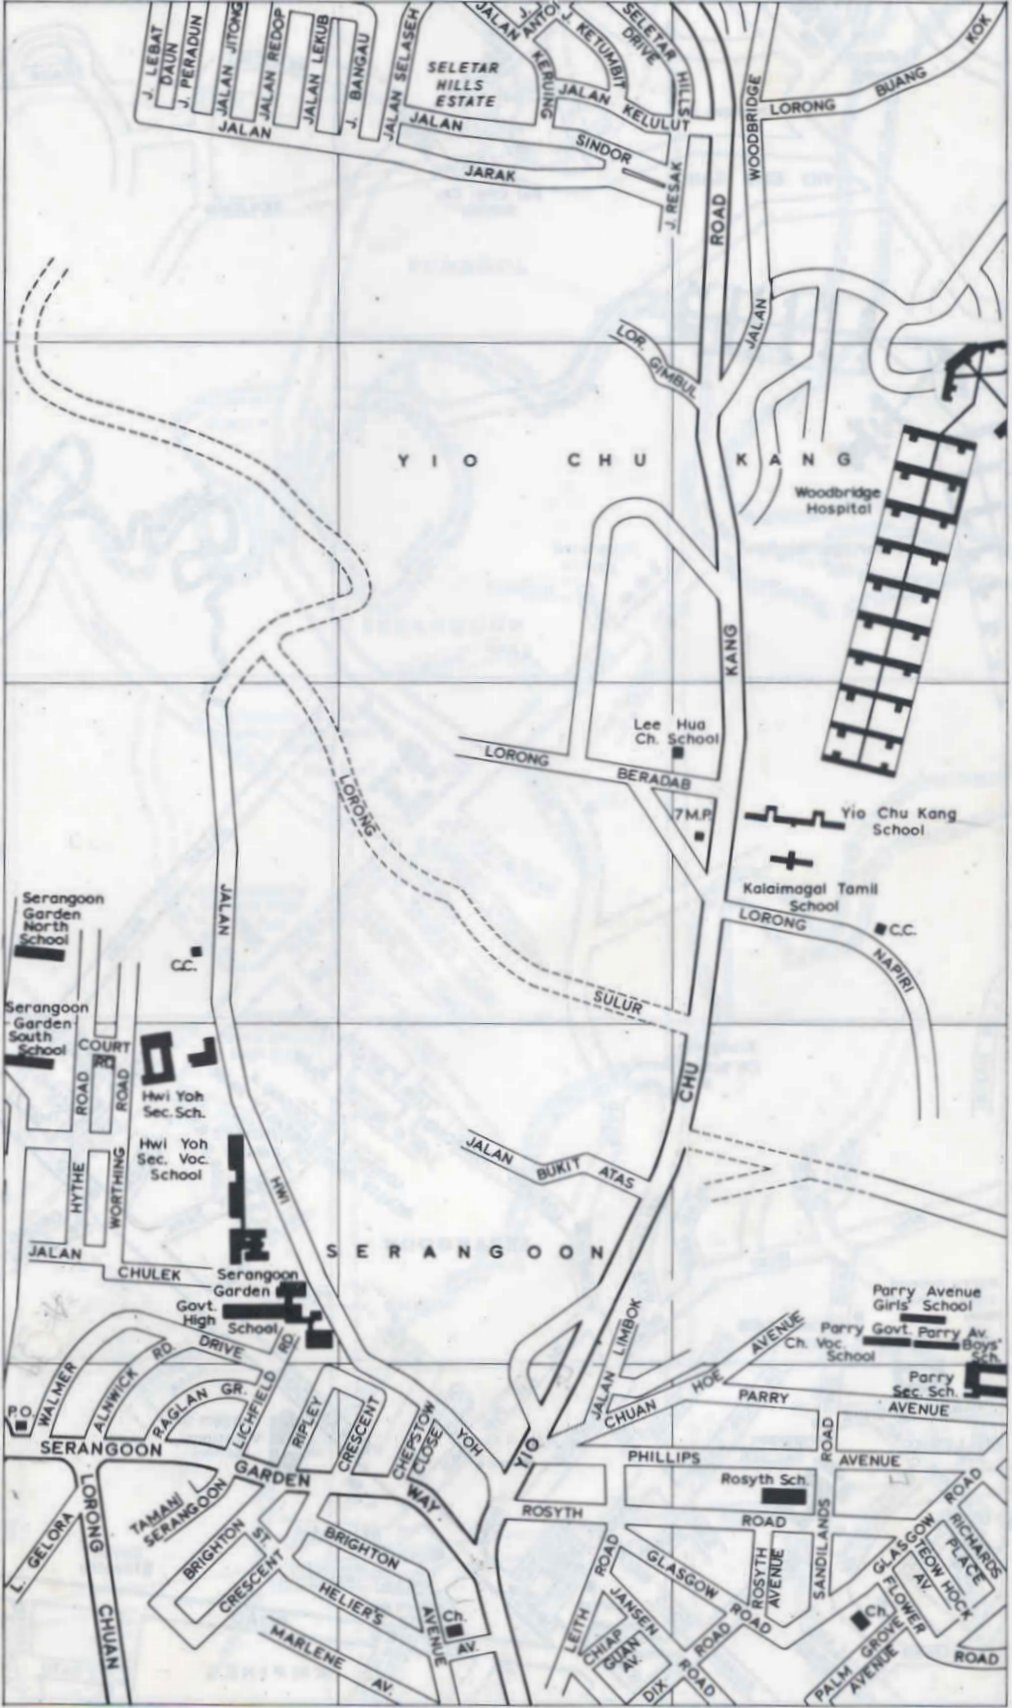 J. LEBAT
DAUN
J. PERADUN
JALAN JITONG
JALAN REDOP
JALAN LEKUB
J. BANGAU
JALAN SELASEH
JALAN
JARAK
SELETAR
HILLS
ESTATE
JALAN
SINDOR
JALAN
KERUING
J. KETUMBIT
SELETAR
DRIVE
HILLS
JALAN
KELULUT
J. RESAK
ROAD
WOODBRIDGE
JALAN
LORONG
BUANG
KOK
LOR. GIMBUL
YIO CHU KANG
Woodbridge
Hospital
KANG
Lee Hua
Ch. School
LORONG
BERADAB
7 M.P.
Yio Chu Kang
School
Kalaimagal Tamil
School
LORONG
NAPIRI
C.C.
LORONG
SULUR
JALAN
HWI
YOH
Serangoon
Garden
North
School
C.C.
Serangoon
Garden
South
School
COURT
RD
ROAD
ROAD
HYTHE
WORTHING
Hwi Yoh
Sec. Sch.
Hwi Yoh
Sec. Voc.
School
JALAN
CHULEK
Serangoon
Garden
Govt.
High
School
CHU
JALAN
BUKIT
ATAS
SERANGOON
JALAN LIMBOK
CHUAN
HOE
AVENUE
Parry Avenue
Girls' School
Parry Govt.
Ch. Voc.
School
Parry Av.
Boys'
Sch.
Parry
Sec. Sch.
PARRY
AVENUE
WALMER
DRIVE
ALNWICK
RD.
RAGLAN GR.
LICHFIELD
RD.
RIPLEY
CRESCENT
CHEPSTOW
CLOSE
P.O.
SERANGOON
GARDEN
WAY
YIO
PHILLIPS
AVENUE
ROAD
SANDILANDS
Rosyth Sch.
ROSYTH
ROAD
L. GELORA
LORONG
CHUAN
TAMAN
SERANGOON
BRIGHTON
CRESCENT
ST.
HELIER'S
AV.
BRIGHTON
AVENUE
Ch.
MARLENE
AV.
LEITH
ROAD
GLASGOW
ROAD
JANSEN
ROAD
CHIAP
GUAN
AV.
DIX
ROAD
ROSYTH
AVENUE
GLASGOW
ROAD
RICHARDS
PLACE
TEOW HOCK
AV.
FLOWER
ROAD
Ch.
PALM GROVE
AVENUE